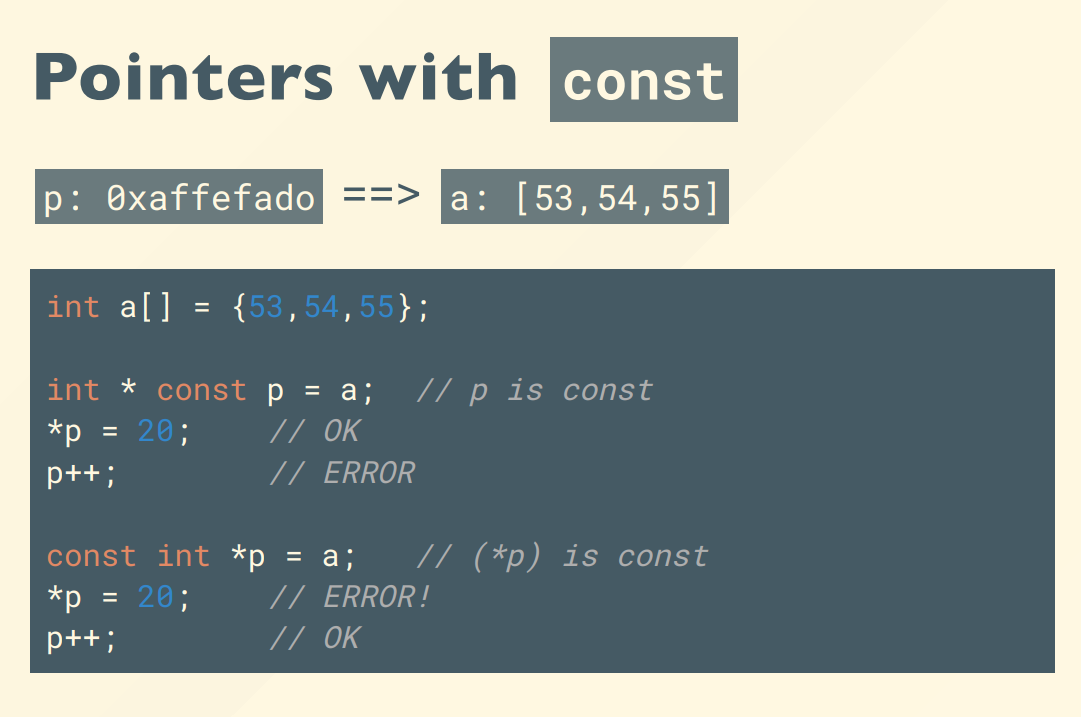 Pointers with const
p: 0xaffefado ==> a: [53,54,55]
int a[] = {53,54,55};
int * const p = a;  // p is const
*p = 20;    // OK
p++;        // ERROR
const int *p = a;   // (*p) is const
*p = 20;    // ERROR!
p++;        // OK